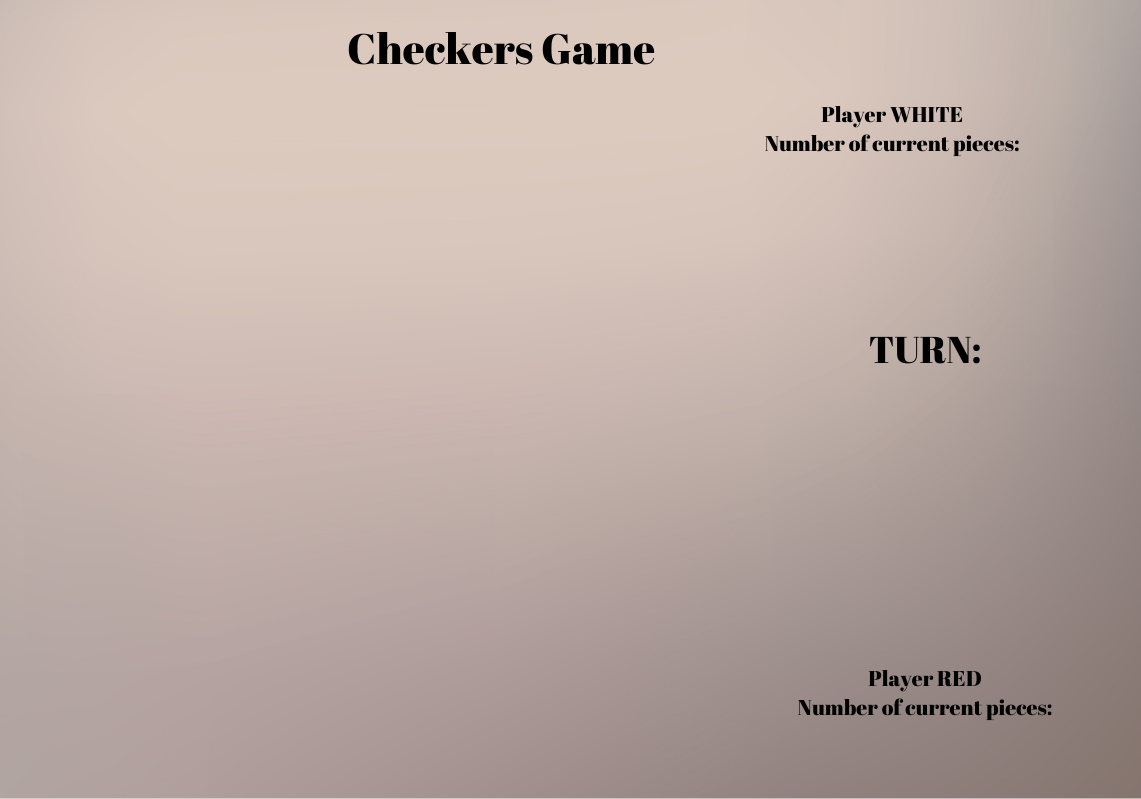 Checkers Game
Player WHITE
Number of current pieces:
TURN:
Player RED
Number of current pieces: